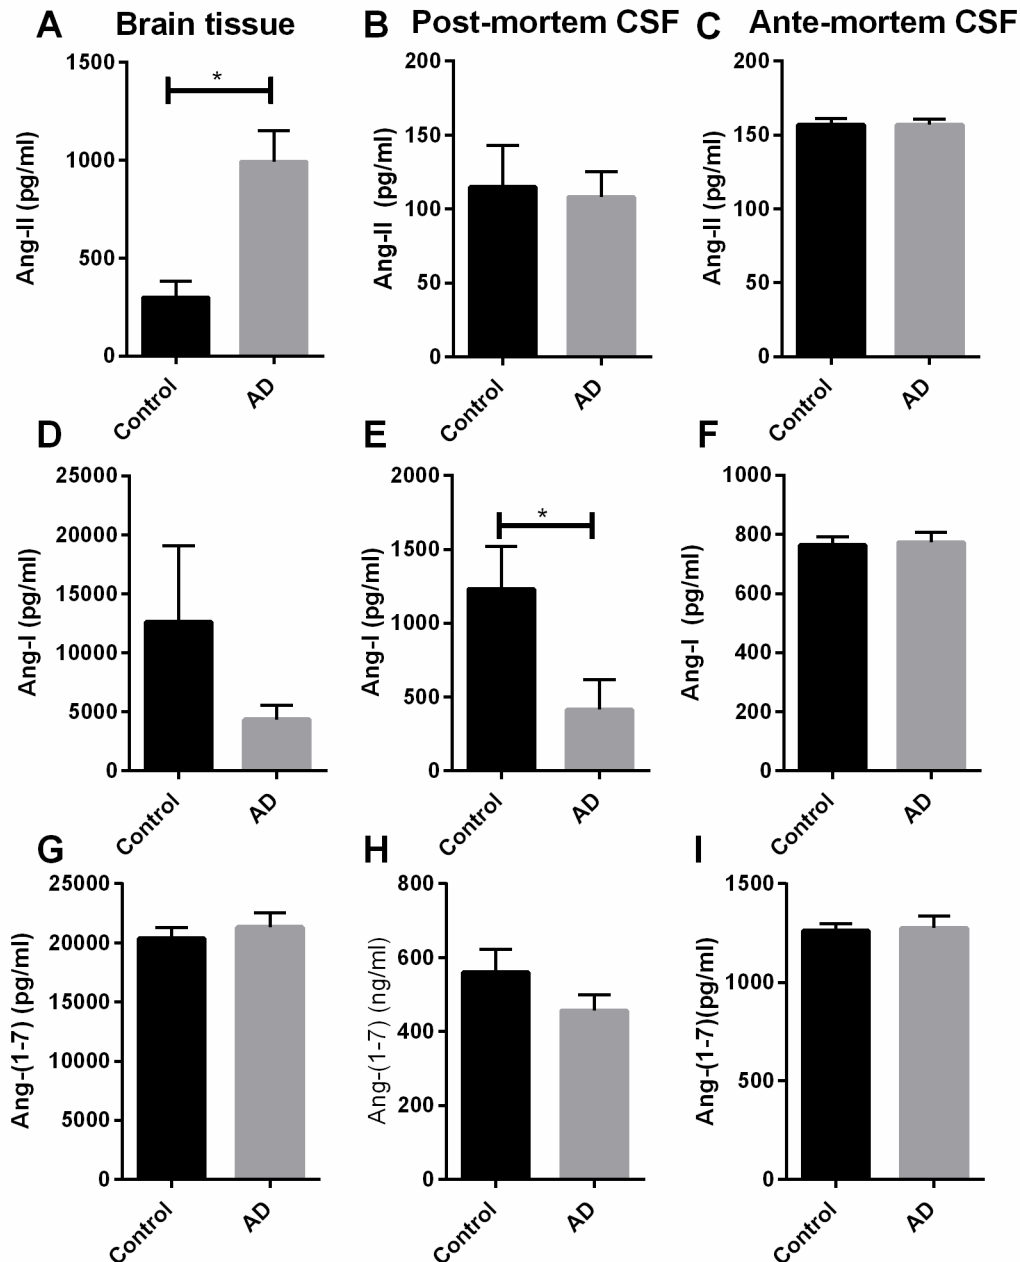 A Brain tissue
B Post-mortem CSF
C Ante-mortem CSF
Ang-II (pg/ml)
1500
1000
500
0
*
Control
AD
Ang-II (pg/ml)
200
150
100
50
0
Control
AD
Ang-II (pg/ml)
200
150
100
50
0
Control
AD
D
Ang-I (pg/ml)
25000
20000
15000
10000
5000
0
Control
AD
E
Ang-I (pg/ml)
2000
1500
1000
500
0
*
Control
AD
F
Ang-I (pg/ml)
1000
800
600
400
200
0
Control
AD
G
Ang-(1-7) (pg/ml)
25000
20000
15000
10000
5000
0
Control
AD
H
Ang-(1-7) (ng/ml)
800
600
400
200
0
Control
AD
I
Ang-(1-7)(pg/ml)
1500
1000
500
0
Control
AD